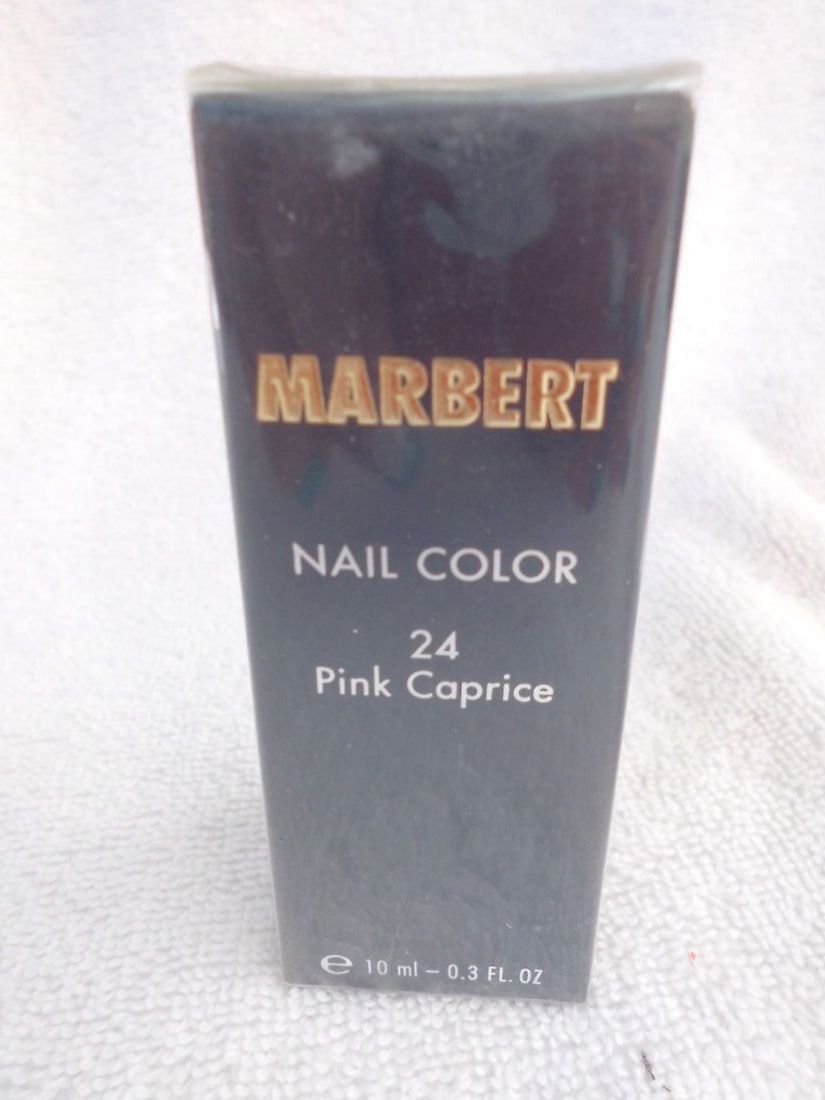 MARBERT
NAIL COLOR
24
Pink Caprice
℮ 10 ml – 0.3 FL. OZ